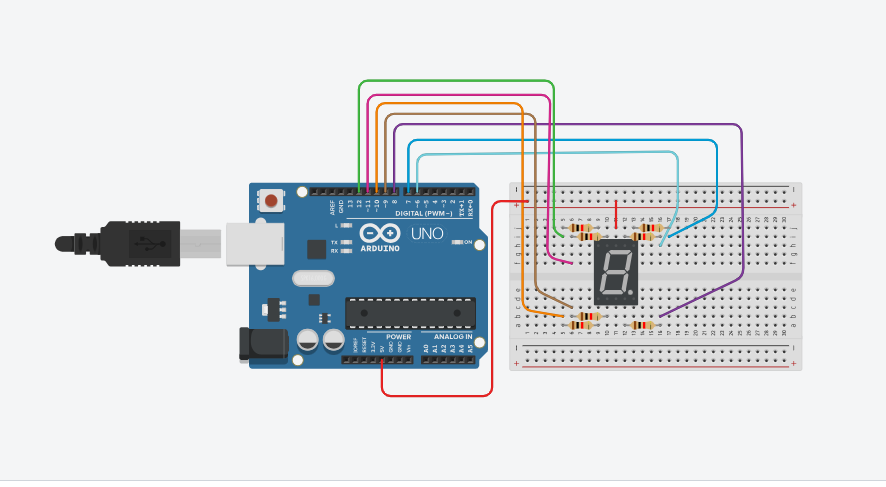 AREF
GND
13
12
~11
~10
~9
8
7
~6
~5
4
~3
2
TX→1
RX←0
DIGITAL (PWM~)
L
TX
RX
UNO
ARDUINO
ON
IOREF
RESET
3.3V
5V
GND
GND
Vin
POWER
ANALOG IN
A0
A1
A2
A3
A4
A5